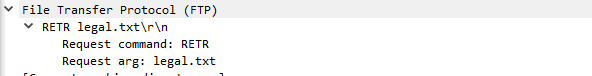 File Transfer Protocol (FTP)
RETR legal.txt\r\n
Request command: RETR
Request arg: legal.txt